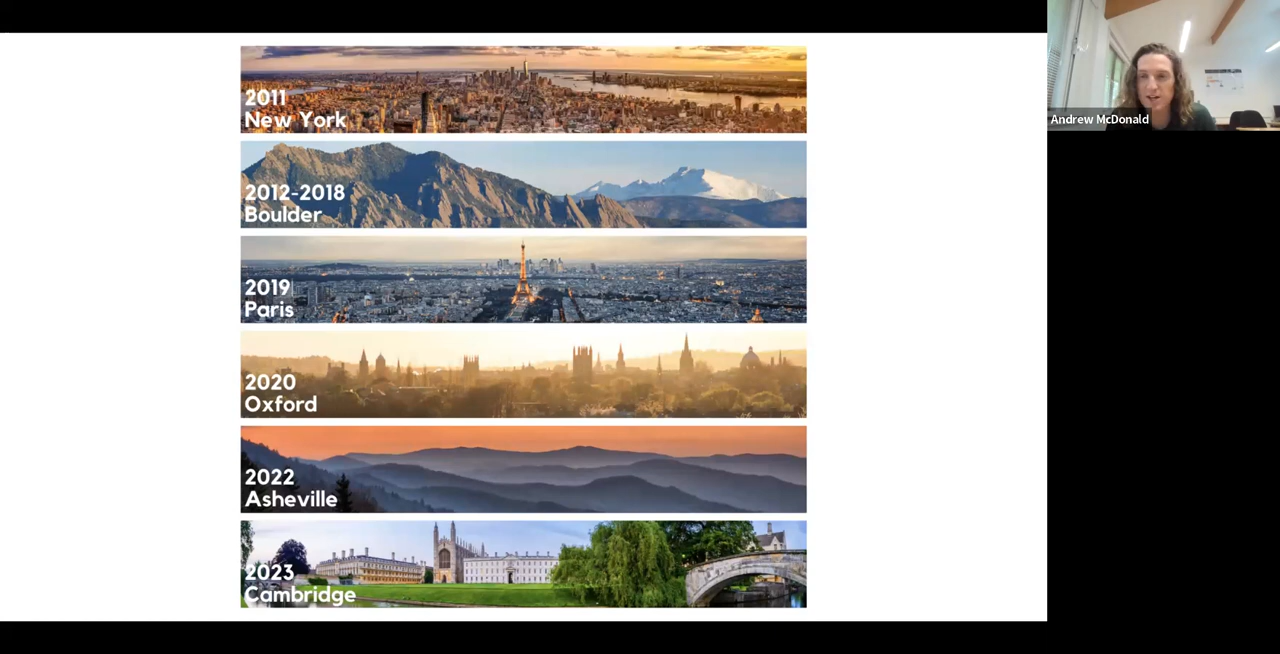 2011
New York
2012-2018
Boulder
2019
Paris
2020
Oxford
2022
Asheville
2023
Cambridge
Andrew McDonald